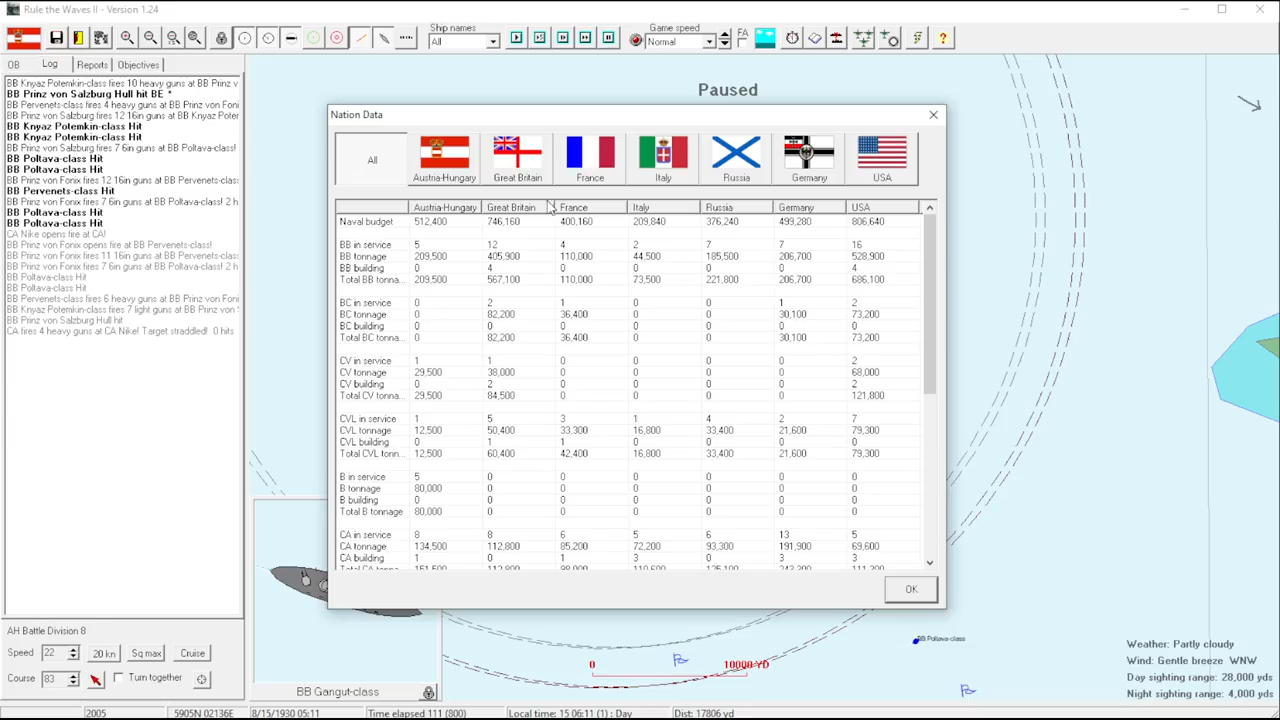 Rule the Waves II - Version 1.24
Ship names
All
Game speed
Normal
FA
OB Log Reports Objectives
BB Knyaz Potemkin-class fires 10 heavy guns at BB Prinz v
BB Prinz von Salzburg Hull hit BE *
BB Pervenets-class fires 4 heavy guns at BB Prinz von Foni
BB Prinz von Salzburg fires 12 16in guns at BB Knyaz Poter
BB Knyaz Potemkin-class Hit
BB Knyaz Potemkin-class Hit
BB Prinz von Salzburg fires 7 6in guns at BB Poltava-class!
BB Poltava-class Hit
BB Poltava-class Hit
BB Prinz von Fonix fires 12 16in guns at BB Pervenets-class
BB Pervenets-class Hit
BB Prinz von Fonix fires 7 6in guns at BB Poltava-class! 2 h
BB Poltava-class Hit
BB Poltava-class Hit
CA Nike opens fire at CA!
BB Prinz von Fonix opens fire at BB Pervenets-class!
BB Prinz von Fonix fires 11 16in guns at BB Pervenets-class
BB Prinz von Fonix fires 7 6in guns at BB Poltava-class! 2 h
BB Poltava-class Hit
BB Poltava-class Hit
BB Pervenets-class fires 6 heavy guns at BB Prinz von Fonix
BB Knyaz Potemkin-class fires 7 light guns at BB Prinz von S
BB Prinz von Salzburg Hull hit
CA fires 4 heavy guns at CA Nike! Target straddled! 0 hits
AH Battle Division 8
Speed 22 20 kn Sq max Cruise
Course 83 Turn together
Paused
Nation Data
All Austria-Hungary Great Britain France Italy Russia Germany USA
Austria-Hungary Great Britain France Italy Russia Germany USA
Naval budget 512,400 746,160 400,160 209,840 376,240 499,280 806,640
BB in service 5 12 4 2 7 7 16
BB tonnage 209,500 405,900 110,000 44,500 185,500 206,700 528,900
BB building 0 4 0 0 0 0 4
Total BB tonna... 209,500 567,100 110,000 73,500 221,800 206,700 686,100
BC in service 0 2 1 0 0 1 2
BC tonnage 0 82,200 36,400 0 0 30,100 73,200
BC building 0 0 0 0 0 0 0
Total BC tonna... 0 82,200 36,400 0 0 30,100 73,200
CV in service 1 1 0 0 0 0 2
CV tonnage 29,500 38,000 0 0 0 0 68,000
CV building 0 2 0 0 0 0 2
Total CV tonna... 29,500 84,500 0 0 0 0 121,800
CVL in service 1 5 3 1 4 2 7
CVL tonnage 12,500 50,400 33,300 16,800 33,400 21,600 79,300
CVL building 0 1 1 0 0 0 0
Total CVL tonn... 12,500 60,400 42,400 16,800 33,400 21,600 79,300
B in service 5 0 0 0 0 0 0
B tonnage 80,000 0 0 0 0 0 0
B building 0 0 0 0 0 0 0
Total B tonnage 80,000 0 0 0 0 0 0
CA in service 8 8 6 5 6 13 5
CA tonnage 134,500 112,800 85,200 72,200 93,300 191,900 69,600
CA building 1 0 1 3 3 3
OK
BB Poltava-class
0 10000 YD
BB Gangut-class
Weather: Partly cloudy
Wind: Gentle breeze WNW
Day sighting range: 28,000 yds
Night sighting range: 4,000 yds
2005 5905N 02136E 8/15/1930 05:11 Time elapsed 111 (800) Local time: 15:06:11 (1) : Day Dist: 17806 yd